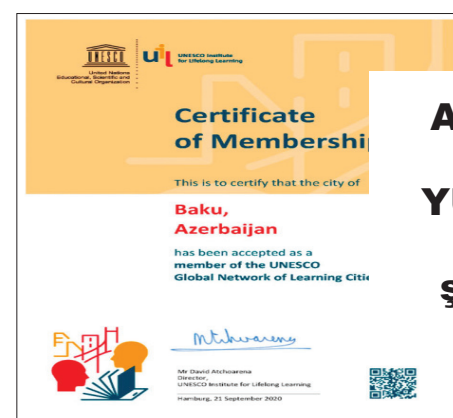 United Nations
Educational, Scientific and
Cultural Organization
uil
UNESCO Institute
for Lifelong Learning
Certificate
of Membershi
This is to certify that the city of
Baku,
Azerbaijan
has been accepted as a
member of the UNESCO
Global Network of Learning Citie
Mr David Atchoarena
Director,
UNESCO Institute for Lifelong Learning
Hamburg, 21 September 2020
A
YU
Ş